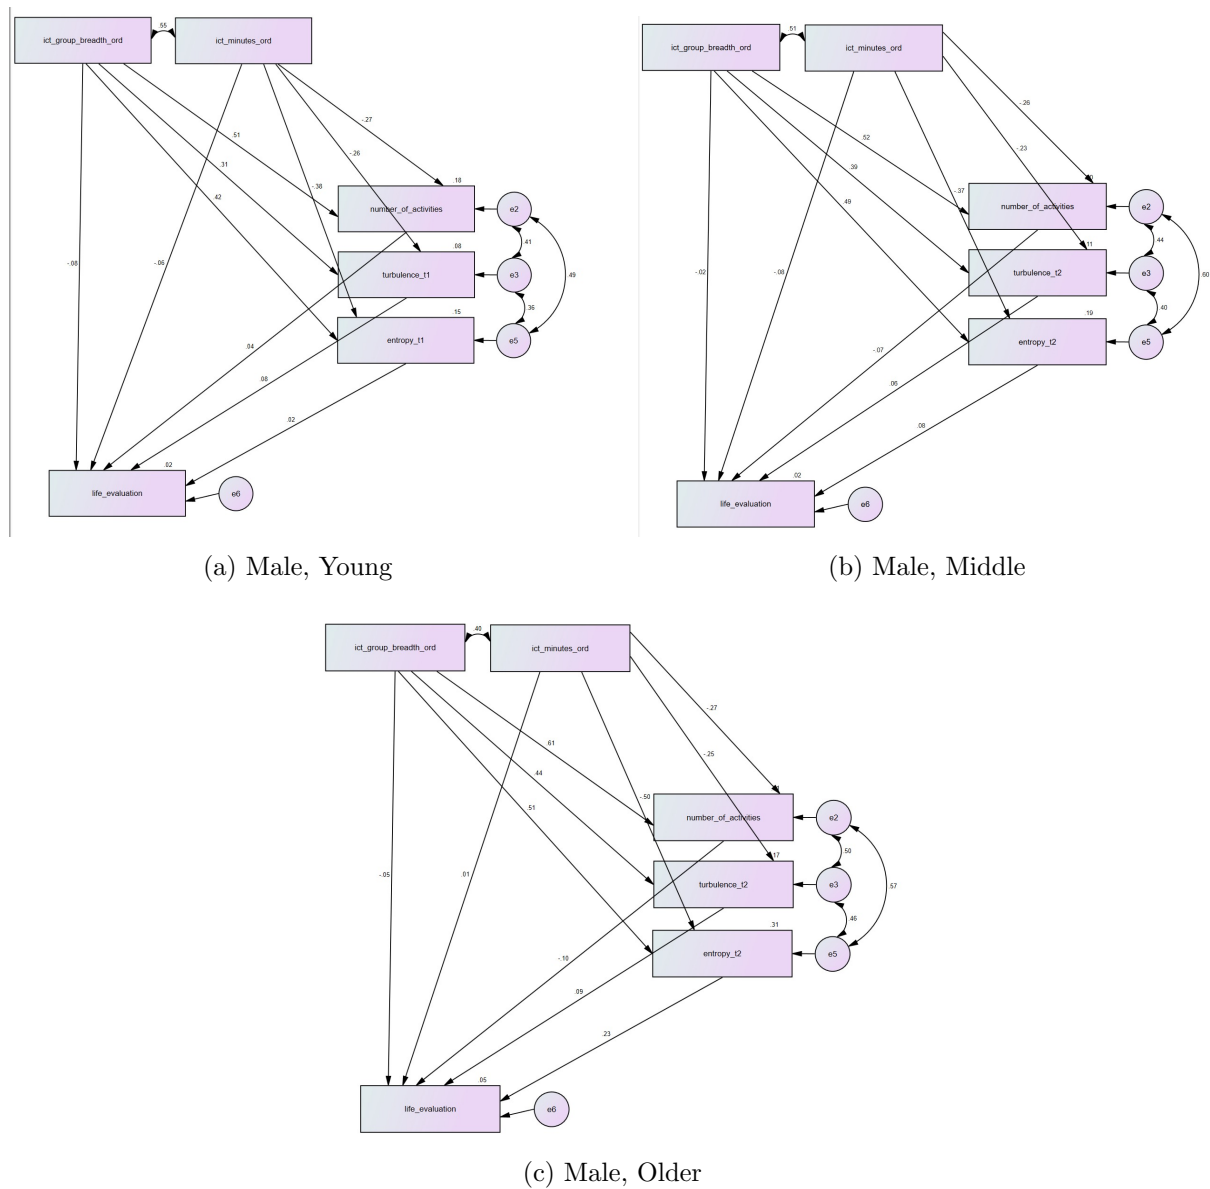 .55
ict_group_breadth_ord
ict_minutes_ord
-.27
.51
-.26
.31
-.38
.42
.18
number_of_activities
e2
.41
.08
-.08
-.06
turbulence_t1
e3
.49
.36
.15
entropy_t1
e5
.04
.08
.02
.02
life_evaluation
e6
(a) Male, Young
.51
ict_group_breadth_ord
ict_minutes_ord
-.26
.52
-.23
.39
-.37
.49
number_of_activities
e2
.44
.11
-.02
-.08
turbulence_t2
e3
.60
.40
.19
entropy_t2
e5
-.07
.06
.08
.02
life_evaluation
e6
(b) Male, Middle
.40
ict_group_breadth_ord
ict_minutes_ord
-.27
.61
-.25
.44
-.50
.51
number_of_activities
e2
.50
.17
-.05
.01
turbulence_t2
e3
.57
.46
.31
entropy_t2
e5
-.10
.09
.23
.05
life_evaluation
e6
(c) Male, Older